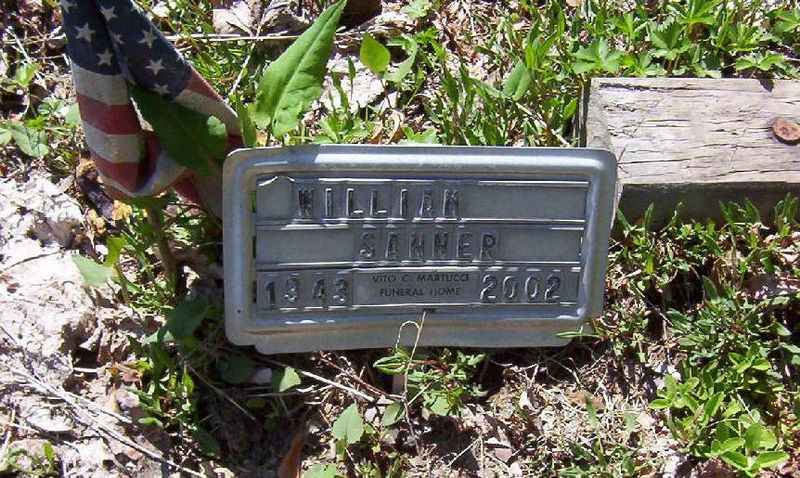 WILLIAM
SANNER
1943 VITO C. MARTUCCI 2002
FUNERAL HOME